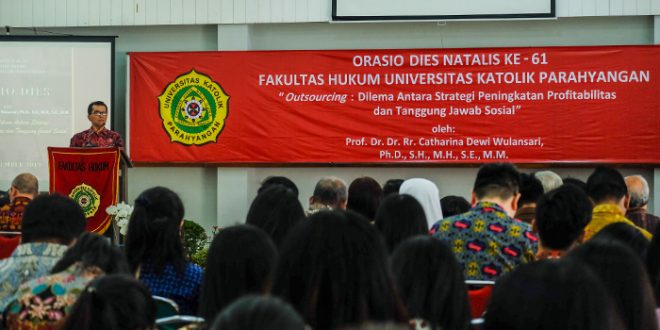 ORASIO DIES NATALIS KE - 61
FAKULTAS HUKUM UNIVERSITAS KATOLIK PARAHYANGAN
"Outsourcing : Dilema Antara Strategi Peningkatan Profitabilitas
dan Tanggung Jawab Sosial"
oleh:
Prof. Dr. Dr. Rr. Catharina Dewi Wulansari,
Ph.D., S.H., M.H., S.E., M.M.
UNIVERSITAS KATOLIK
PARAHYANGAN
O DIES
FAKULTAS HUKUM